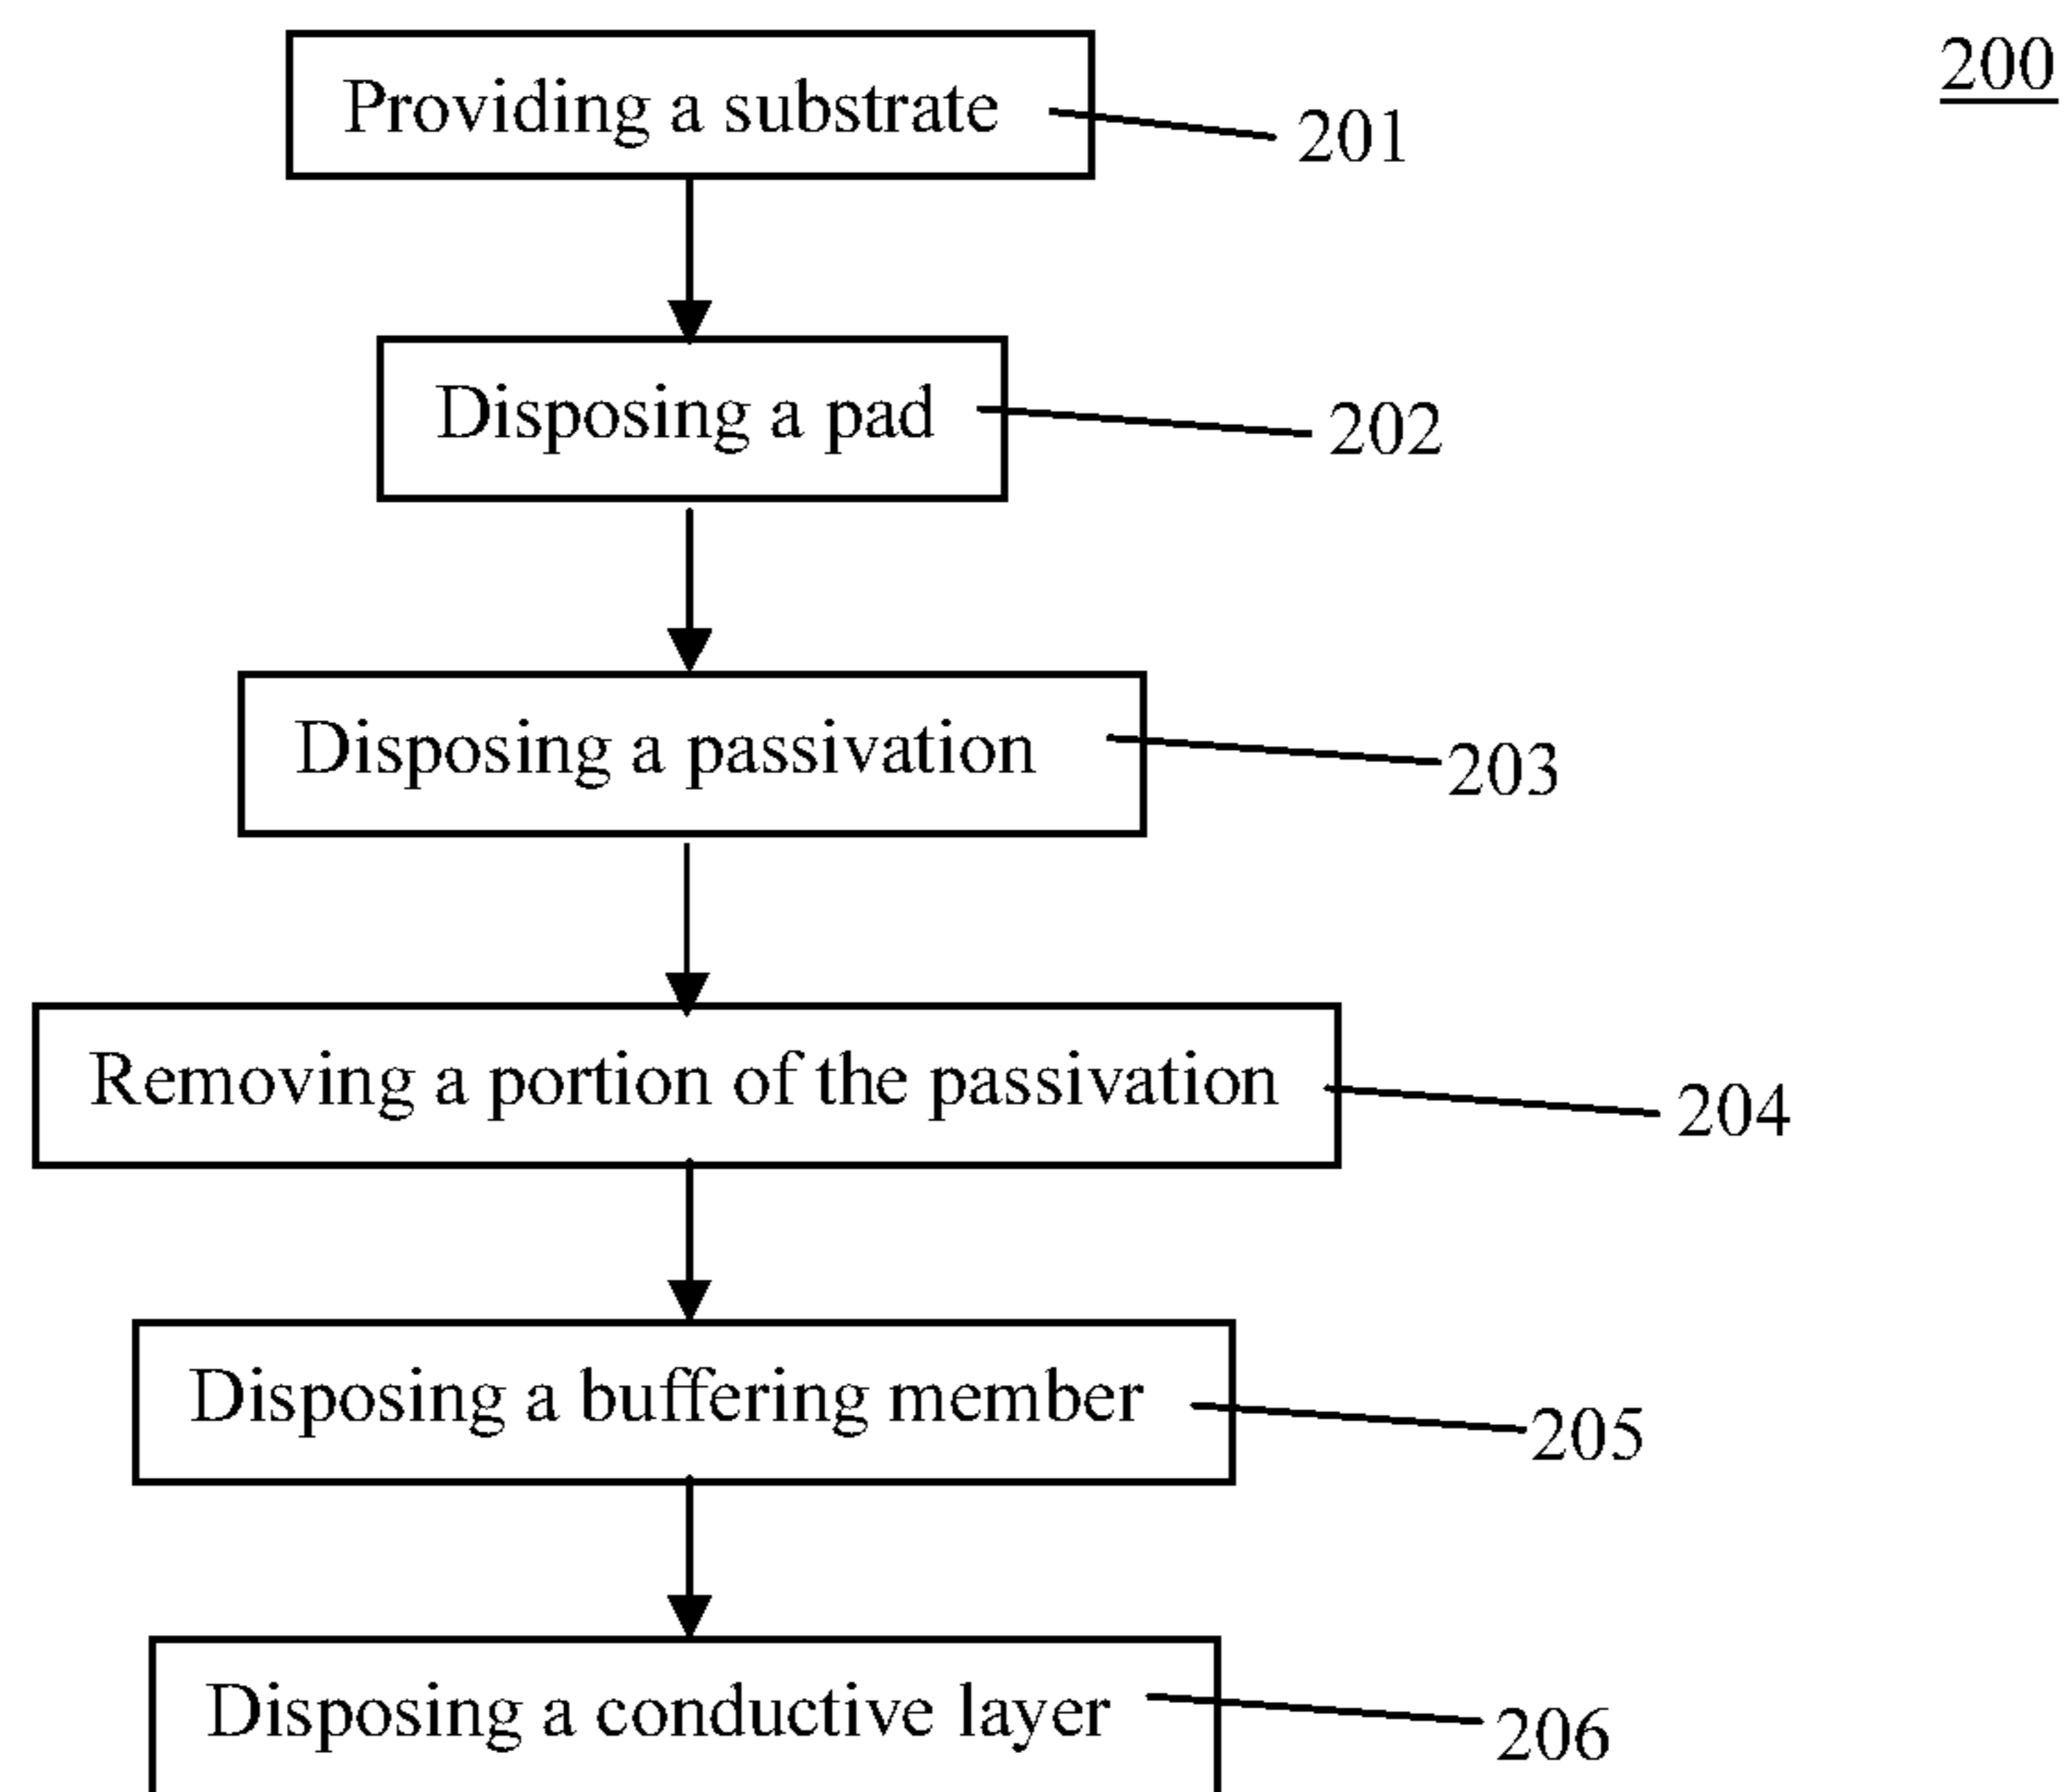 200
Providing a substrate
201
Disposing a pad
202
Disposing a passivation
203
Removing a portion of the passivation
204
Disposing a buffering member
205
Disposing a conductive layer
206